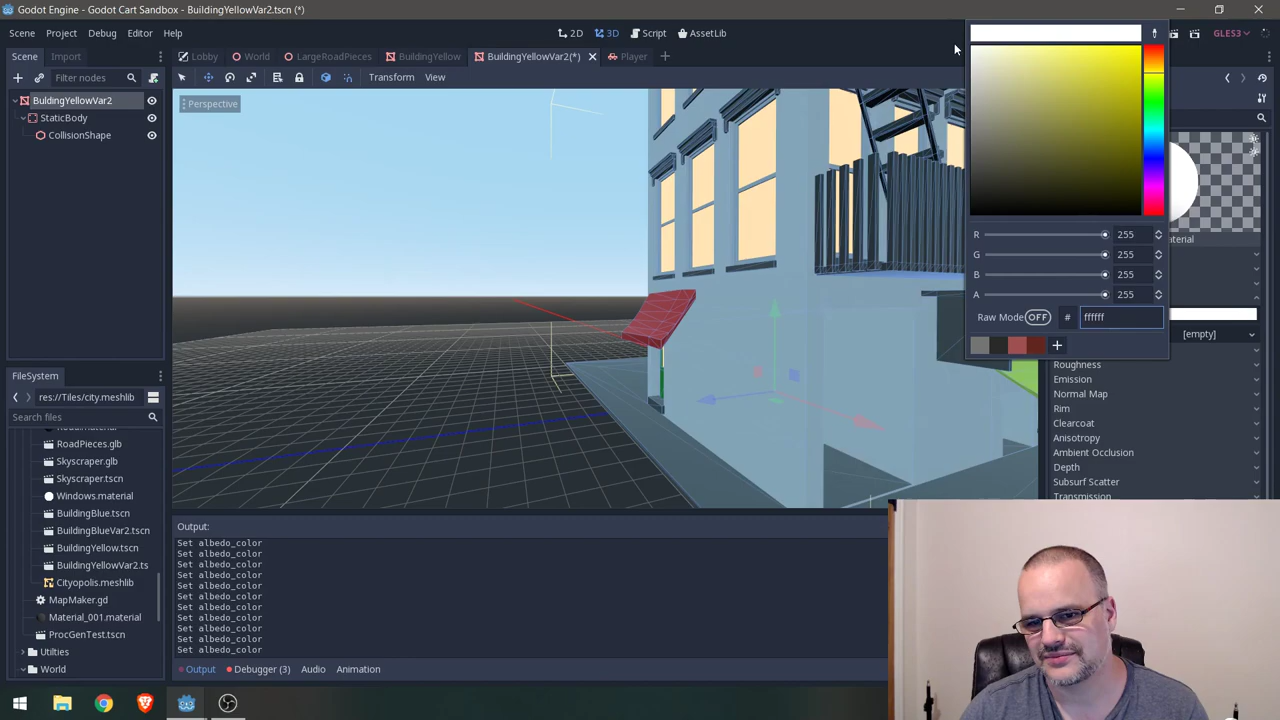 Godot Engine - Godot Cart Sandbox - BuildingYellowVar2.tscn (*)
Scene Project Debug Editor Help
2D 3D Script AssetLib
GLES3
Scene Import
Lobby
LargeRoadPieces
BuildingYellow
BuildingYellowVar2(*)
Player
Filter nodes
Transform View
BuldingYellowVar2
StaticBody
CollisionShape
Perspective
R 255
G 255
B 255
A 255
Raw Mode OFF # ffffff
[empty]
Roughness
Emission
Normal Map
Rim
Clearcoat
Anisotropy
Ambient Occlusion
Depth
Subsurf Scatter
Transmission
FileSystem
res://Tiles/city.meshlib
Search files
RoadPieces.glb
Skyscraper.glb
Skyscraper.tscn
Windows.material
BuildingBlue.tscn
BuildingBlueVar2.tscn
BuildingYellow.tscn
BuildingYellowVar2.ts
Cityopolis.meshlib
MapMaker.gd
Material_001.material
ProcGenTest.tscn
Utilties
World
Output:
Set albedo_color
Set albedo_color
Set albedo_color
Set albedo_color
Set albedo_color
Set albedo_color
Set albedo_color
Set albedo_color
Set albedo_color
Set albedo_color
Set albedo_color
Output Debugger (3) Audio Animation